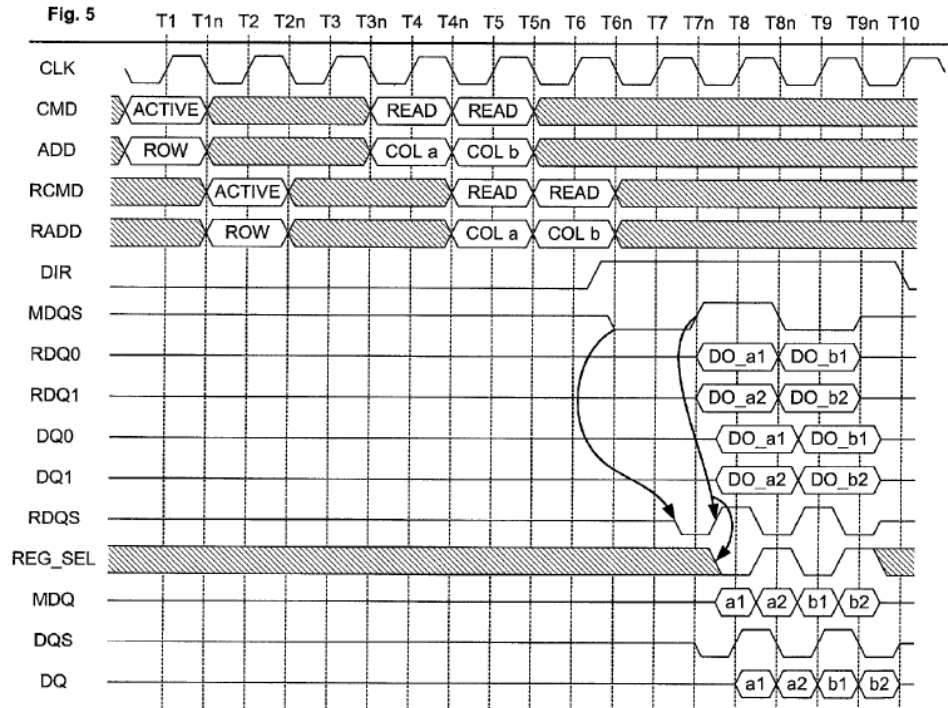 Fig. 5
T1 T1n T2 T2n T3 T3n T4 T4n T5 T5n T6 T6n T7 T7n T8 T8n T9 T9n T10
CLK
CMD ACTIVE READ READ
ADD ROW COL a COL b
RCMD ACTIVE READ READ
RADD ROW COL a COL b
DIR
MDQS
RDQ0 DO_a1 DO_b1
RDQ1 DO_a2 DO_b2
DQ0 DO_a1 DO_b1
DQ1 DO_a2 DO_b2
RDQS
REG_SEL
MDQ a1 a2 b1 b2
DQS
DQ a1 a2 b1 b2